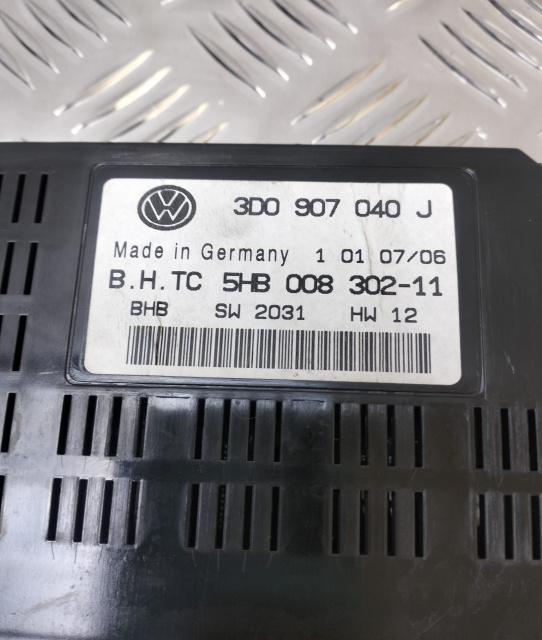 3D0 907 040 J
Made in Germany 1 01 07/06
B.H.TC 5HB 008 302-11
BHB SW 2031 HW 12